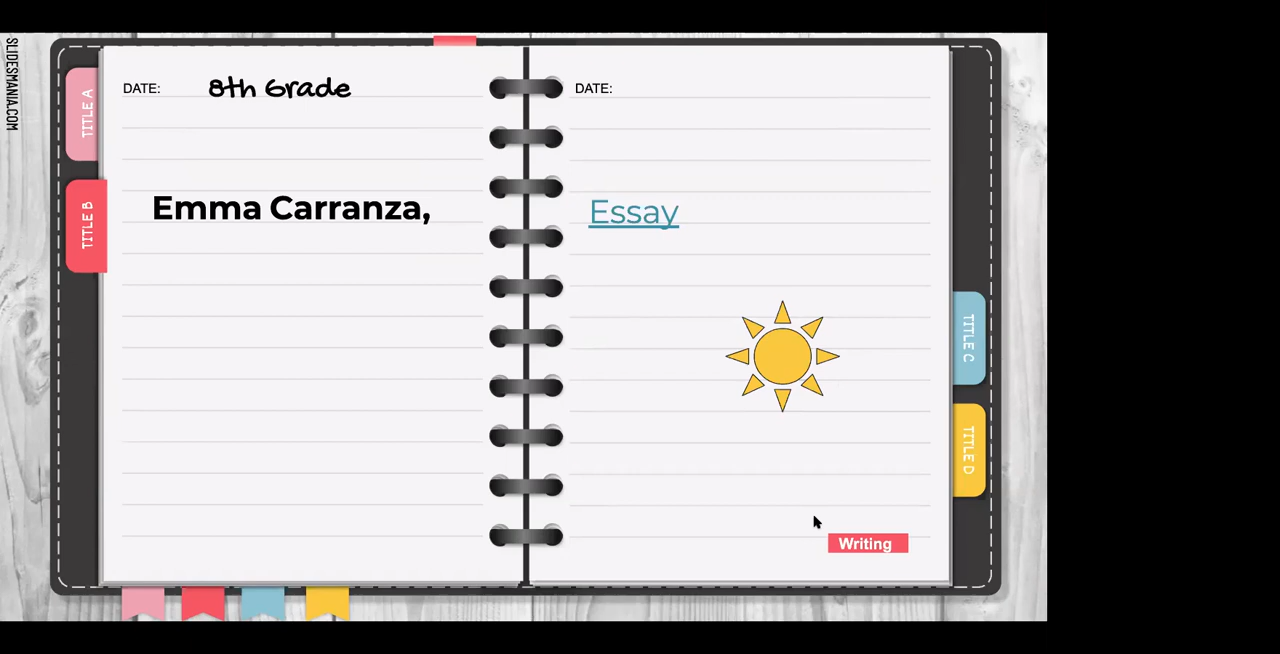 SLIDESMANIA.COM
TITLE A
TITLE B
DATE: 8th Grade
Emma Carranza,
DATE:
Essay
Writing
TITLE C
TITLE D